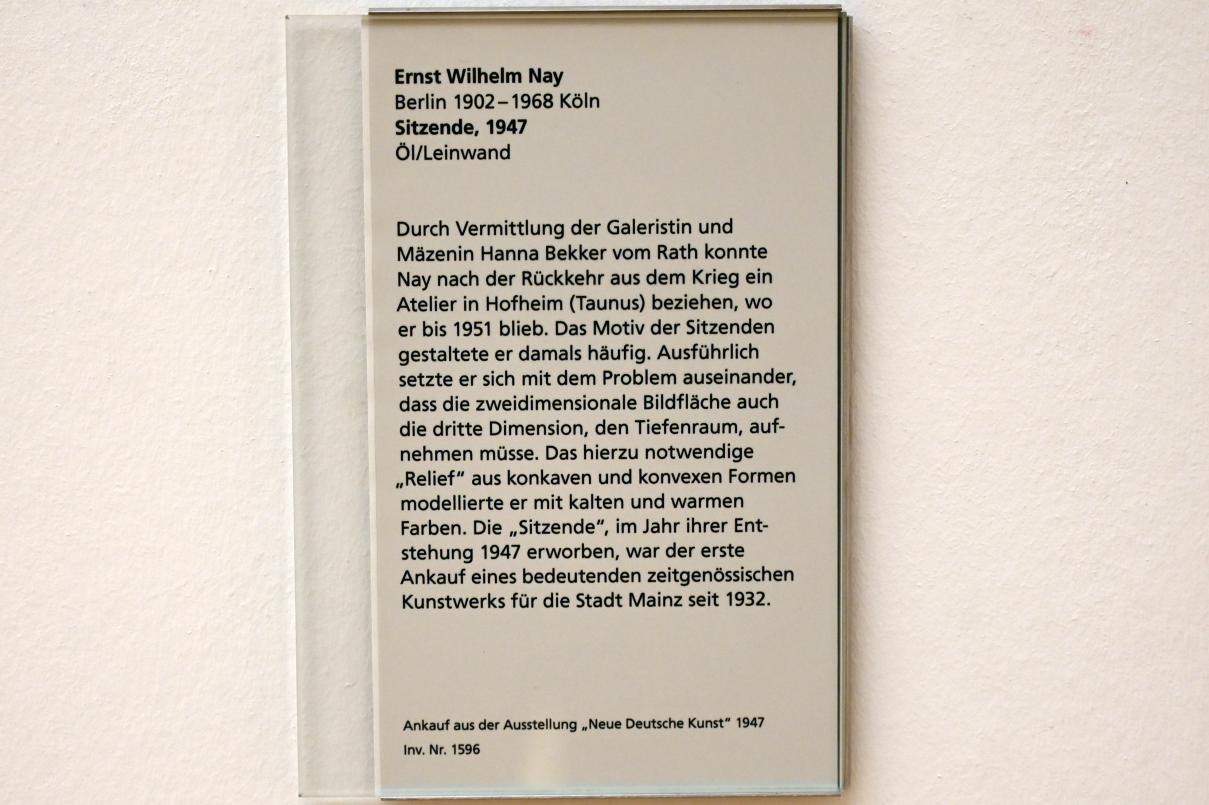 Ernst Wilhelm Nay
Berlin 1902 – 1968 Köln
Sitzende, 1947
Öl/Leinwand
Durch Vermittlung der Galeristin und
Mäzenin Hanna Bekker vom Rath konnte
Nay nach der Rückkehr aus dem Krieg ein
Atelier in Hofheim (Taunus) beziehen, wo
er bis 1951 blieb. Das Motiv der Sitzenden
gestaltete er damals häufig. Ausführlich
setzte er sich mit dem Problem auseinander,
dass die zweidimensionale Bildfläche auch
die dritte Dimension, den Tiefenraum, auf-
nehmen müsse. Das hierzu notwendige
„Relief“ aus konkaven und konvexen Formen
modellierte er mit kalten und warmen
Farben. Die „Sitzende“, im Jahr ihrer Ent-
stehung 1947 erworben, war der erste
Ankauf eines bedeutenden zeitgenössischen
Kunstwerks für die Stadt Mainz seit 1932.
Ankauf aus der Ausstellung „Neue Deutsche Kunst“ 1947
Inv. Nr. 1596